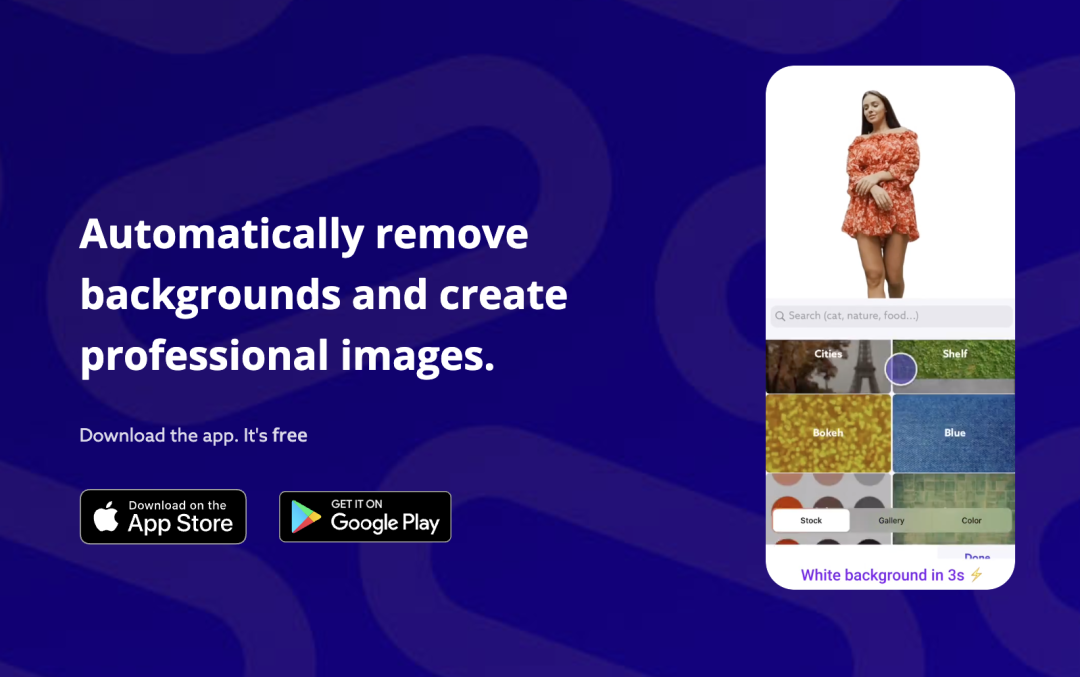 Automatically remove
backgrounds and create
professional images.
Download the app. It's free
Download on the
App Store
GET IT ON
Google Play
Search (cat, nature, food...)
Cities
Shelf
Bokeh
Blue
Stock
Gallery
Color
Done
White background in 3s ⚡